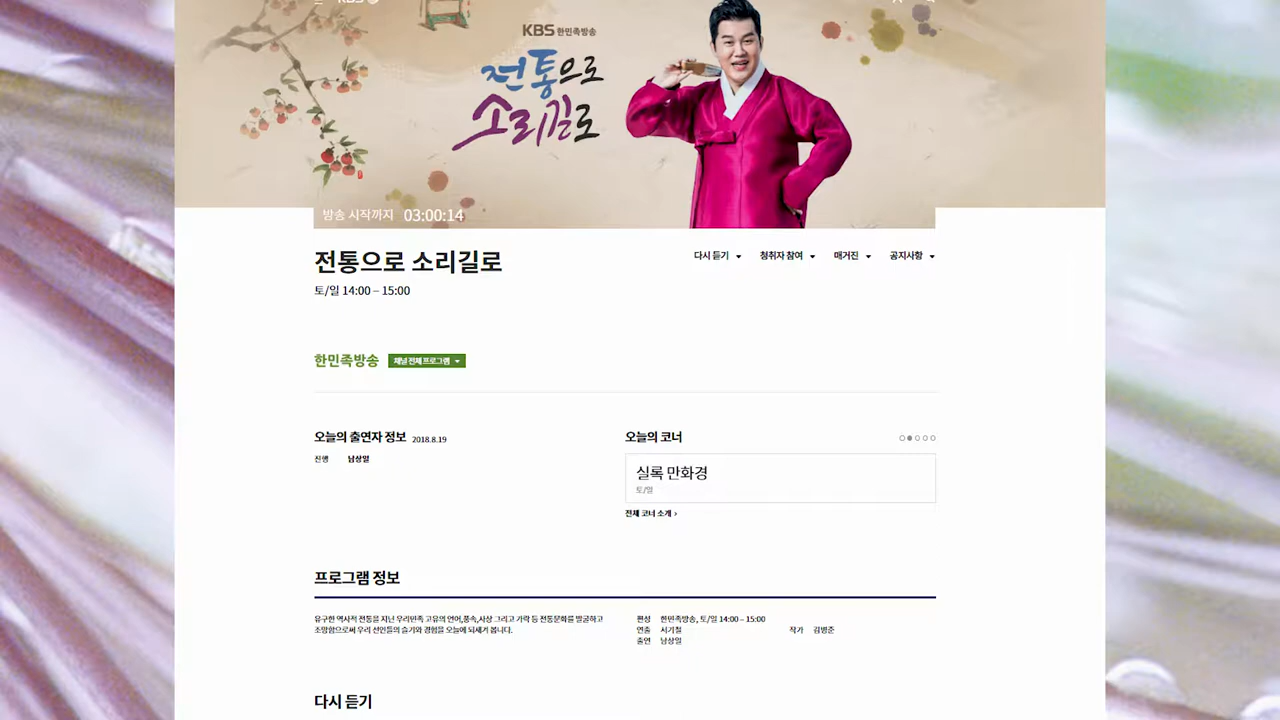 KBS 한민족방송
전통으로
소리길로
방송 시작까지 03:00:14
전통으로 소리길로
다시 듣기 청취자 참여 매거진 공지사항
토/일 14:00 – 15:00
한민족방송 채널 전체 프로그램
오늘의 출연자 정보 2018.8.19
진행 남상일
오늘의 코너
실록 만화경
토/일
전체 코너 소개 ›
프로그램 정보
유구한 역사적 전통을 지닌 우리민족 고유의 언어,풍속,사상 그리고 가락 등 전통문화를 발굴하고
조망함으로써 우리 선인들의 슬기와 경험을 오늘에 되새겨 봅니다.
편성 한민족방송, 토/일 14:00 – 15:00
연출 서기철 작가 김병준
출연 남상일
다시 듣기